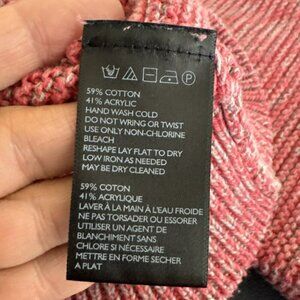 59% COTTON
41% ACRYLIC
HAND WASH COLD
DO NOT WRING OR TWIST
USE ONLY NON-CHLORINE
BLEACH
RESHAPE LAY FLAT TO DRY
LOW IRON AS NEEDED
MAY BE DRY CLEANED
59% COTON
41% ACRYLIQUE
LAVER À LA MAIN À L'EAU FROIDE
NE PAS TORSADER OU ESSORER
UTILISER UN AGENT DE
BLANCHIMENT SANS
CHLORE SI NÉCESSAIRE
METTRE EN FORME SECHER
A PLAT